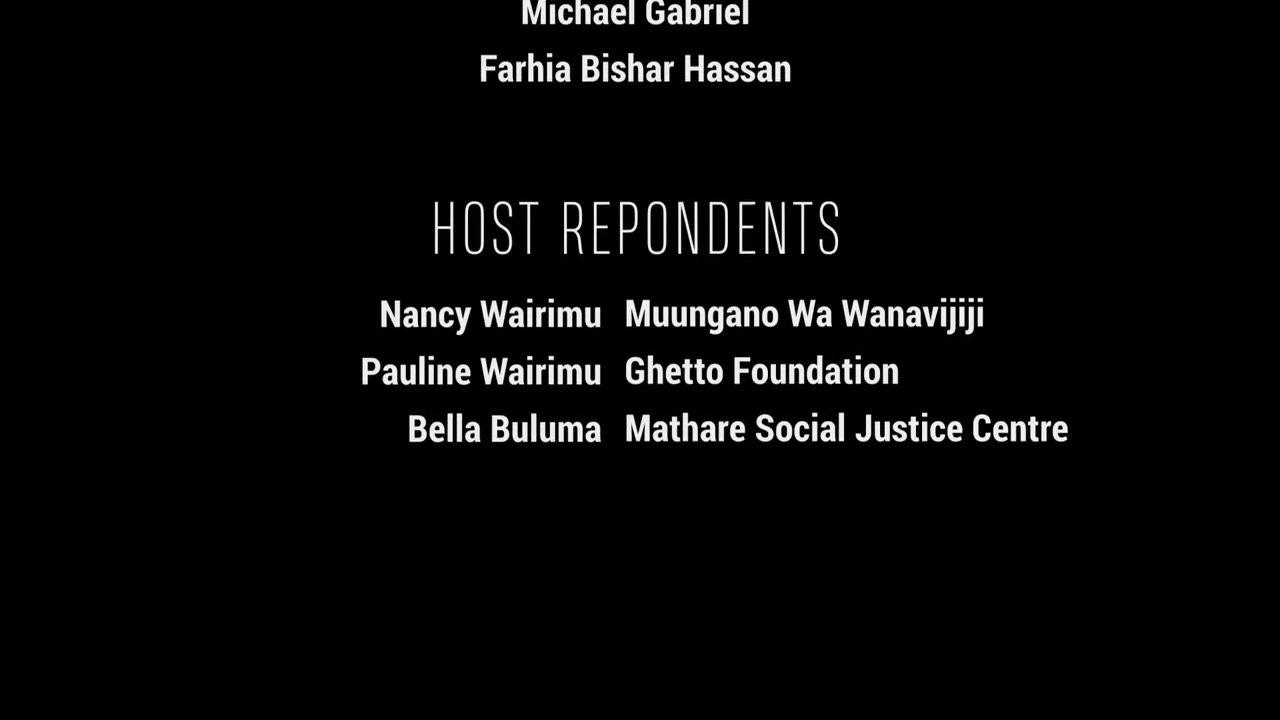 Michael Gabriel
Farhia Bishar Hassan
HOST REPONDENTS
Nancy Wairimu Muungano Wa Wanavijiji
Pauline Wairimu Ghetto Foundation
Bella Buluma Mathare Social Justice Centre